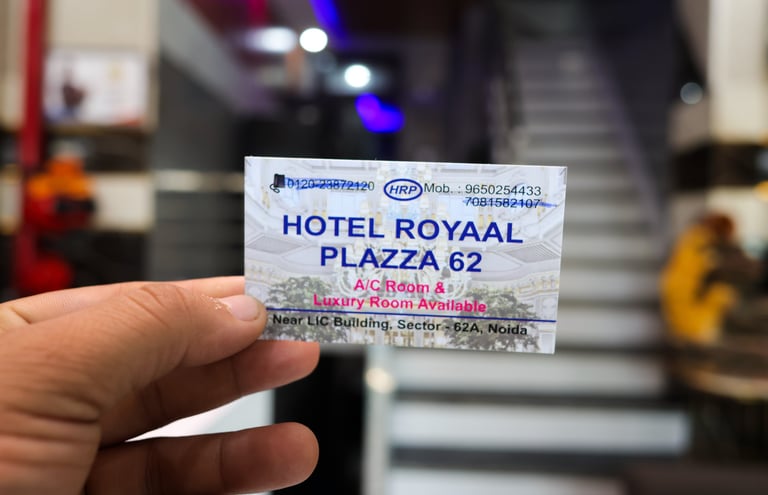 0120-23872120 HRP Mob. : 9650254433
7081582107
HOTEL ROYAAL
PLAZZA 62
A/C Room &
Luxury Room Available
Near LIC Building, Sector - 62A, Noida